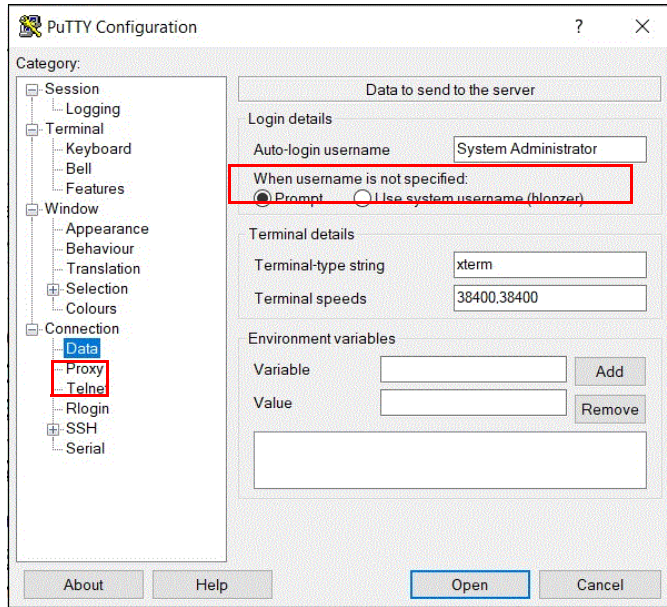 PuTTY Configuration
?
Category:
Session
Logging
Terminal
Keyboard
Bell
Features
Window
Appearance
Behaviour
Translation
Selection
Colours
Connection
Data
Proxy
Telnet
Rlogin
SSH
Serial
Data to send to the server
Login details
Auto-login username System Administrator
When username is not specified:
Prompt Use system username (hlonzer)
Terminal details
Terminal-type string xterm
Terminal speeds 38400,38400
Environment variables
Variable Add
Value Remove
About Help Open Cancel